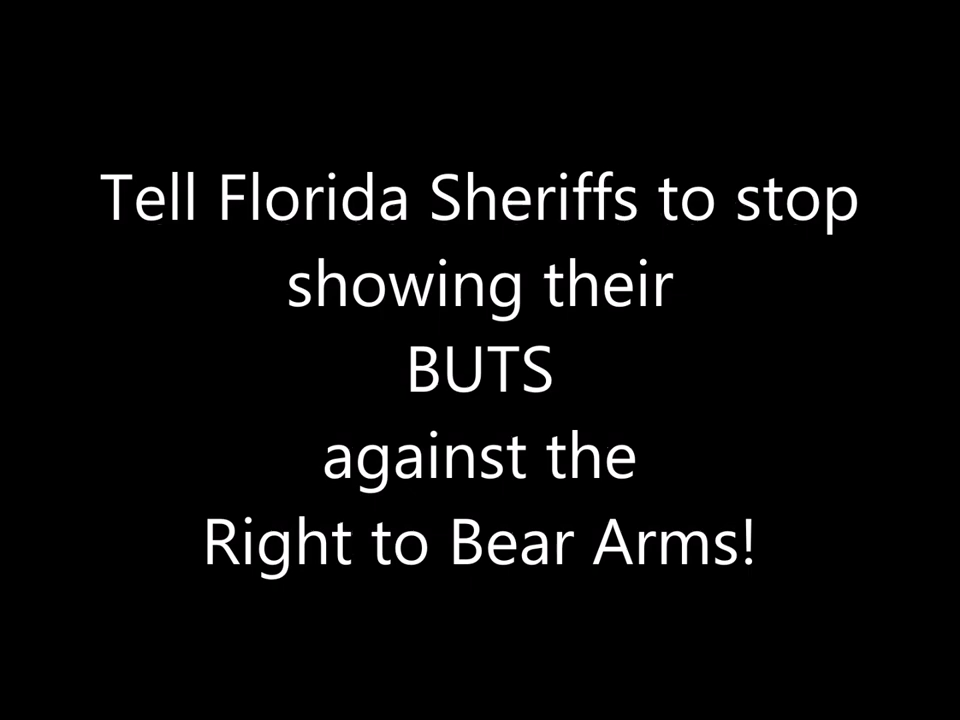 Tell Florida Sheriffs to stop
showing their
BUTS
against the
Right to Bear Arms!